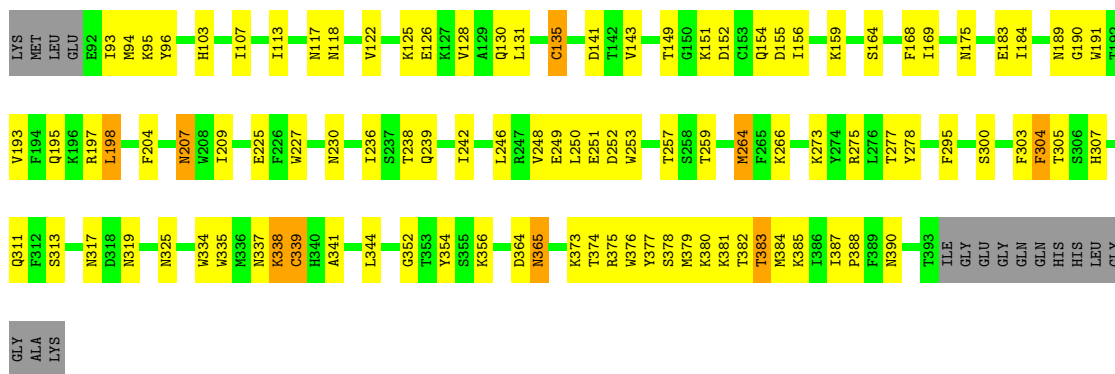 LYS MET LEU GLU E92 I93 M94 K95 Y96 H103 I107 I113 N117 N118 V122 K125 E126 K127 V128 A129 Q130 L131 C135 D141 T142 V143 T149 G150 K151 D152 C153 Q154 D155 I156 K159 S164 F168 I169 N175 E183 I184 N189 G190 W191 T192
V193 F194 Q195 K196 R197 L198 F204 N207 W208 I209 E225 F226 W227 N230 I236 S237 T238 Q239 I242 L246 R247 V248 E249 L250 E251 D252 W253 T257 S258 T259 M264 F265 K266 K273 Y274 R275 L276 T277 Y278 F295 S300 F303 F304 T305 S306 H307
Q311 F312 S313 N317 D318 N319 N325 W334 W335 M336 N337 K338 C339 H340 A341 L344 G352 T353 Y354 S355 K356 D364 N365 K373 T374 R375 W376 Y377 S378 M379 K380 K381 T382 T383 M384 K385 I386 I387 P388 F389 N390 T393 ILE GLY GLU GLY GLN GLN HIS HIS LEU GLY
GLY ALA LYS